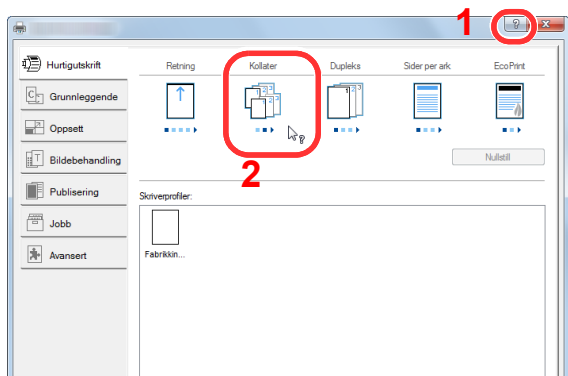 1
?
Hurtigutskrift
Retning Kollater Dupleks Sider per ark EcoPrint
Grunnleggende
Oppsett
2
Nullstill
Bildebehandling
Publisering
Skriverprofiler:
Jobb
Avansert
Fabrikkin...